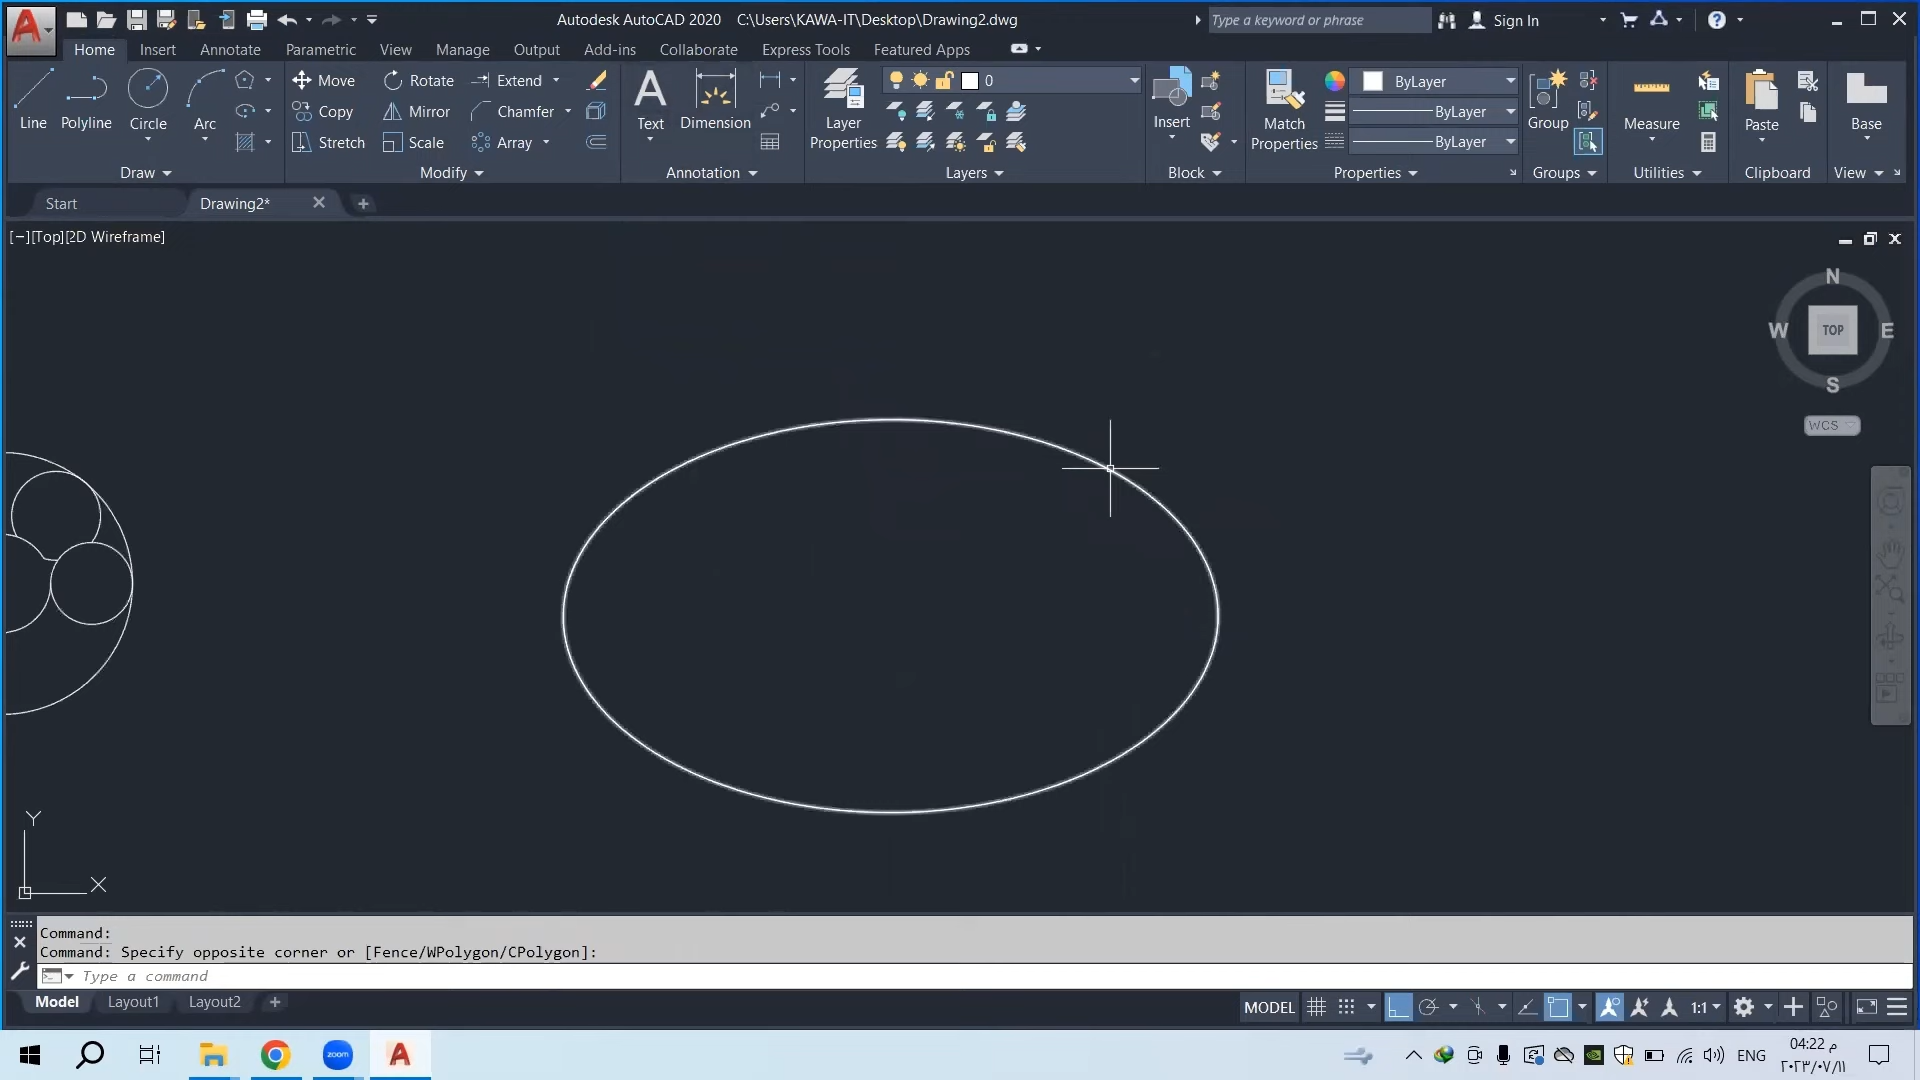 Autodesk AutoCAD 2020 C:\Users\KAWA-IT\Desktop\Drawing2.dwg
Type a keyword or phrase
Sign In
Home Insert Annotate Parametric View Manage Output Add-ins Collaborate Express Tools Featured Apps
Move Rotate Extend
0
ByLayer
Copy Mirror Chamfer
ByLayer
Line Polyline Circle Arc
Text Dimension
Layer Properties
Insert
Match Properties
Group
Measure
Paste
Base
Stretch Scale Array
ByLayer
Draw Modify Annotation Layers Block Properties Groups Utilities Clipboard View
Start Drawing2*
[−][Top][2D Wireframe]
N
W TOP E
S
WCS
Y
X
Command:
Command: Specify opposite corner or [Fence/WPolygon/CPolygon]:
Type a command
Model Layout1 Layout2
MODEL
1:1
zoom
ENG
04:22 م
٢٠٢٣/٠٧/١١